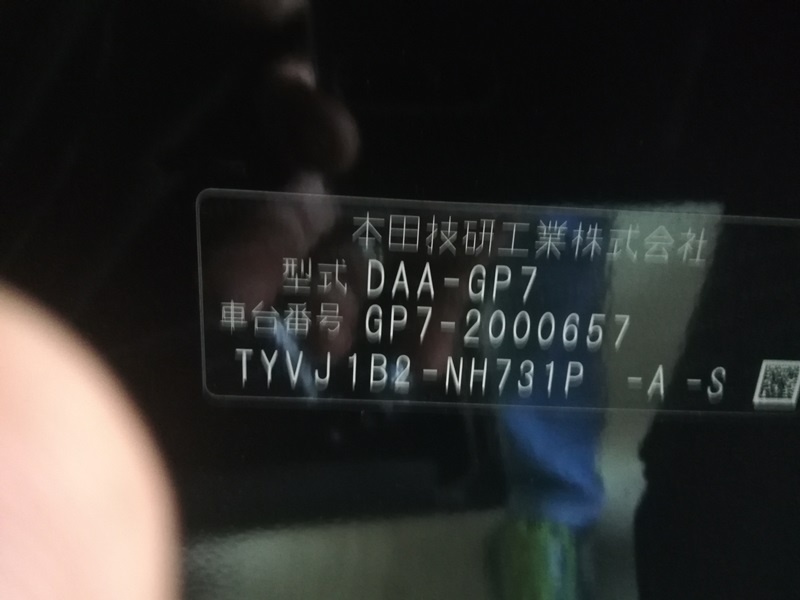 本田技研工業株式会社
型式 DAA-GP7
車台番号 GP7-2000657
TYVJ1B2-NH731P -A -S